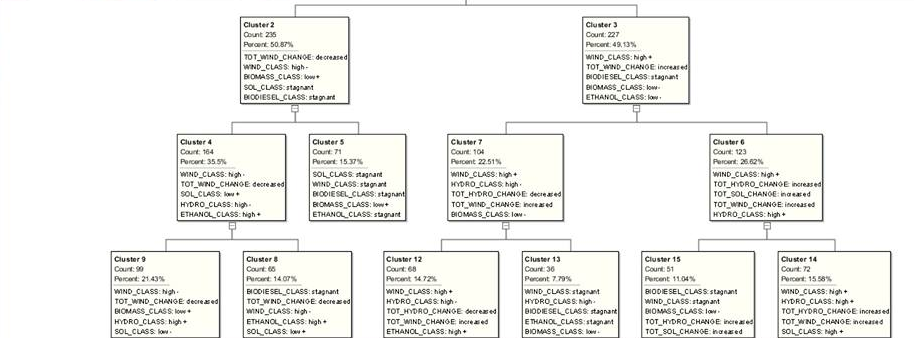 Cluster 2
Count: 235
Percent: 50.87%
TOT_WIND_CHANGE: decreased
WIND_CLASS: high-
BIOMASS_CLASS: low+
SOL_CLASS: stagnant
BIODIESEL_CLASS: stagnant
Cluster 3
Count: 227
Percent: 49.13%
WIND_CLASS: high+
TOT_WIND_CHANGE: increased
BIODIESEL_CLASS: stagnant
BIOMASS_CLASS: low-
ETHANOL_CLASS: low-
Cluster 4
Count: 164
Percent: 35.5%
WIND_CLASS: high-
TOT_WIND_CHANGE: decreased
SOL_CLASS: low+
HYDRO_CLASS: high-
ETHANOL_CLASS: high+
Cluster 5
Count: 71
Percent: 15.37%
SOL_CLASS: stagnant
WIND_CLASS: stagnant
BIODIESEL_CLASS: stagnant
BIOMASS_CLASS: low+
ETHANOL_CLASS: stagnant
Cluster 7
Count: 104
Percent: 22.51%
WIND_CLASS: high+
HYDRO_CLASS: high-
TOT_HYDRO_CHANGE: decreased
TOT_WIND_CHANGE: increased
BIOMASS_CLASS: low-
Cluster 6
Count: 123
Percent: 26.62%
WIND_CLASS: high+
TOT_HYDRO_CHANGE: increased
TOT_SOL_CHANGE: increased
TOT_WIND_CHANGE: increased
HYDRO_CLASS: high+
Cluster 9
Count: 99
Percent: 21.43%
WIND_CLASS: high-
TOT_WIND_CHANGE: decreased
BIOMASS_CLASS: low+
HYDRO_CLASS: high+
SOL_CLASS: low-
Cluster 8
Count: 65
Percent: 14.07%
BIODIESEL_CLASS: stagnant
TOT_WIND_CHANGE: decreased
WIND_CLASS: high-
ETHANOL_CLASS: high+
SOL_CLASS: low+
Cluster 12
Count: 68
Percent: 14.72%
WIND_CLASS: high+
HYDRO_CLASS: high-
TOT_HYDRO_CHANGE: decreased
TOT_WIND_CHANGE: increased
ETHANOL_CLASS: high+
Cluster 13
Count: 36
Percent: 7.79%
WIND_CLASS: stagnant
HYDRO_CLASS: high-
BIODIESEL_CLASS: stagnant
ETHANOL_CLASS: stagnant
BIOMASS_CLASS: low-
Cluster 15
Count: 51
Percent: 11.04%
BIODIESEL_CLASS: stagnant
WIND_CLASS: stagnant
BIOMASS_CLASS: low-
TOT_HYDRO_CHANGE: increased
TOT_SOL_CHANGE: increased
Cluster 14
Count: 72
Percent: 15.58%
WIND_CLASS: high+
HYDRO_CLASS: high+
TOT_HYDRO_CHANGE: increased
TOT_WIND_CHANGE: increased
SOL_CLASS: high+